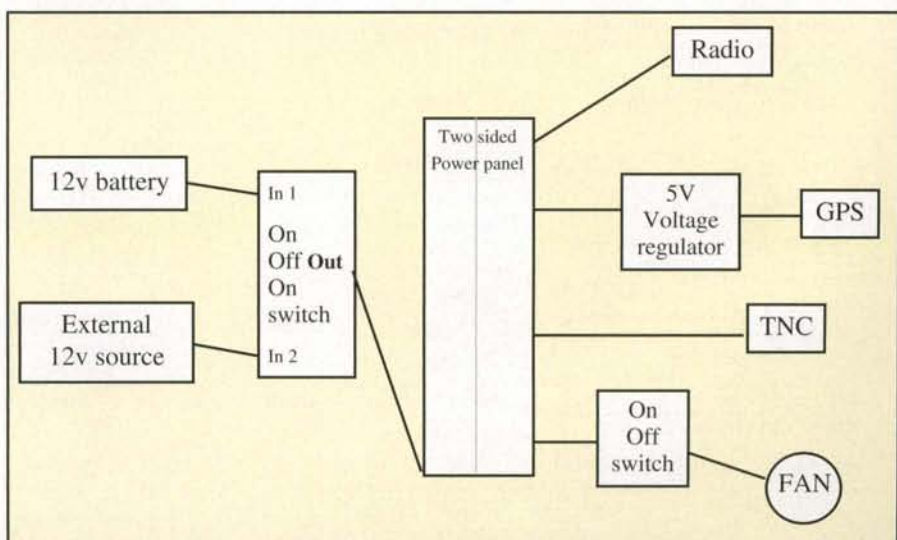 Radio
Two sided
Power panel
12v battery
In 1
On
Off Out
On
switch
In 2
External
12v source
5V
Voltage
regulator
GPS
TNC
On
Off
switch
FAN